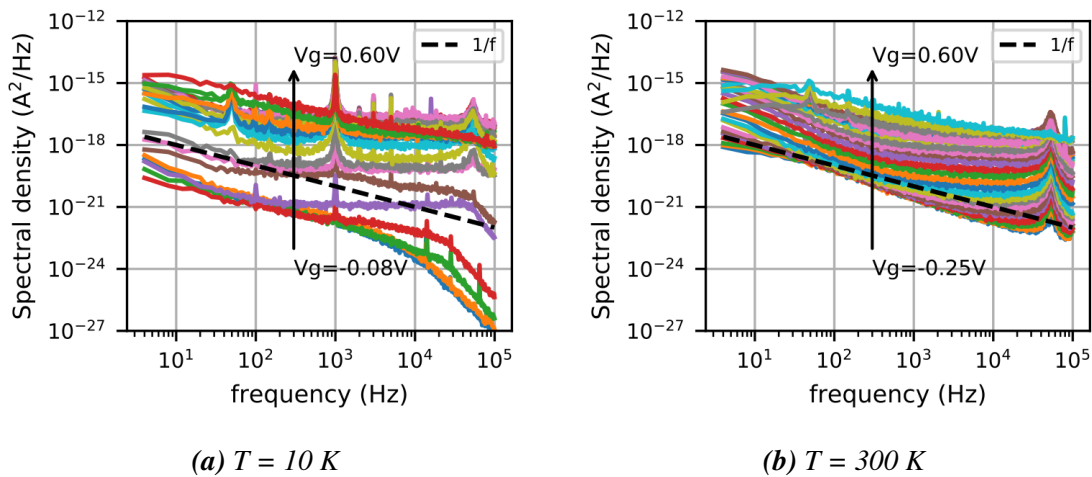 10^−12
10^−15
10^−18
10^−21
10^−24
10^−27
Spectral density (A²/Hz)
1/f
Vg=0.60V
Vg=-0.08V
10^1
10^2
10^3
10^4
10^5
frequency (Hz)
(a) T = 10 K
10^−12
10^−15
10^−18
10^−21
10^−24
10^−27
Spectral density (A²/Hz)
1/f
Vg=0.60V
Vg=-0.25V
10^1
10^2
10^3
10^4
10^5
frequency (Hz)
(b) T = 300 K